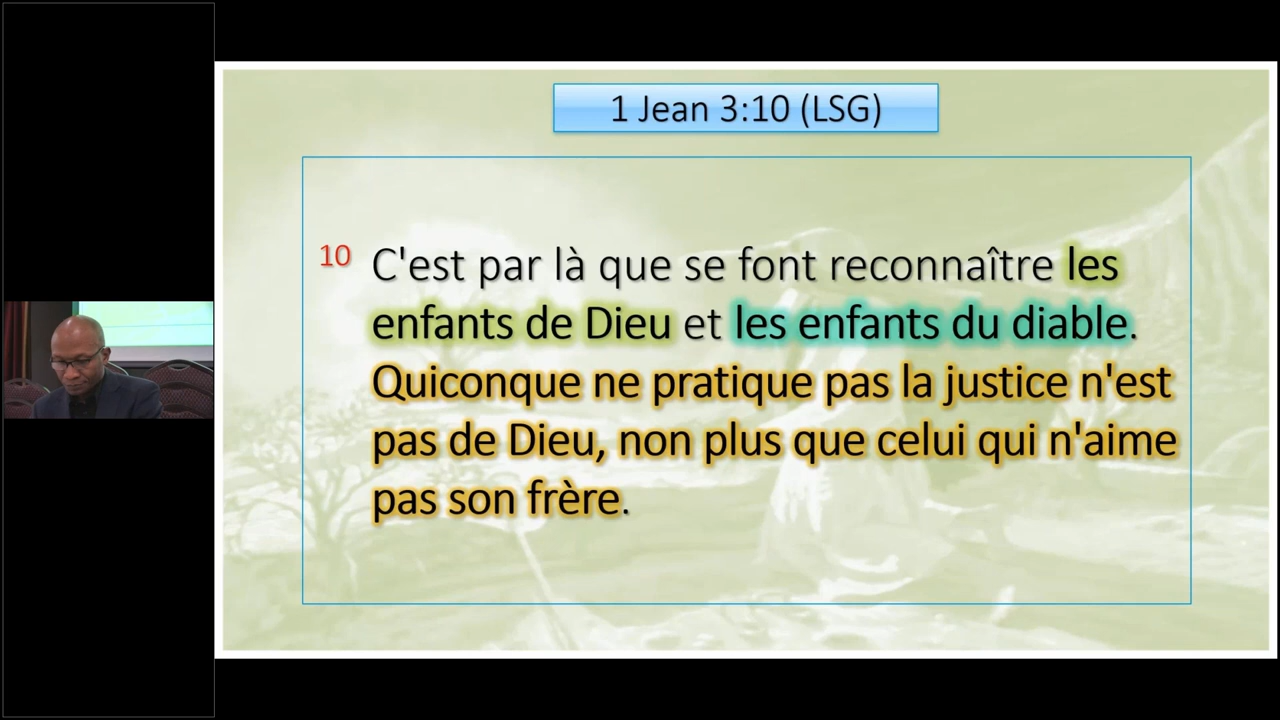 1 Jean 3:10 (LSG)
10 C'est par là que se font reconnaître les
enfants de Dieu et les enfants du diable.
Quiconque ne pratique pas la justice n'est
pas de Dieu, non plus que celui qui n'aime
pas son frère.